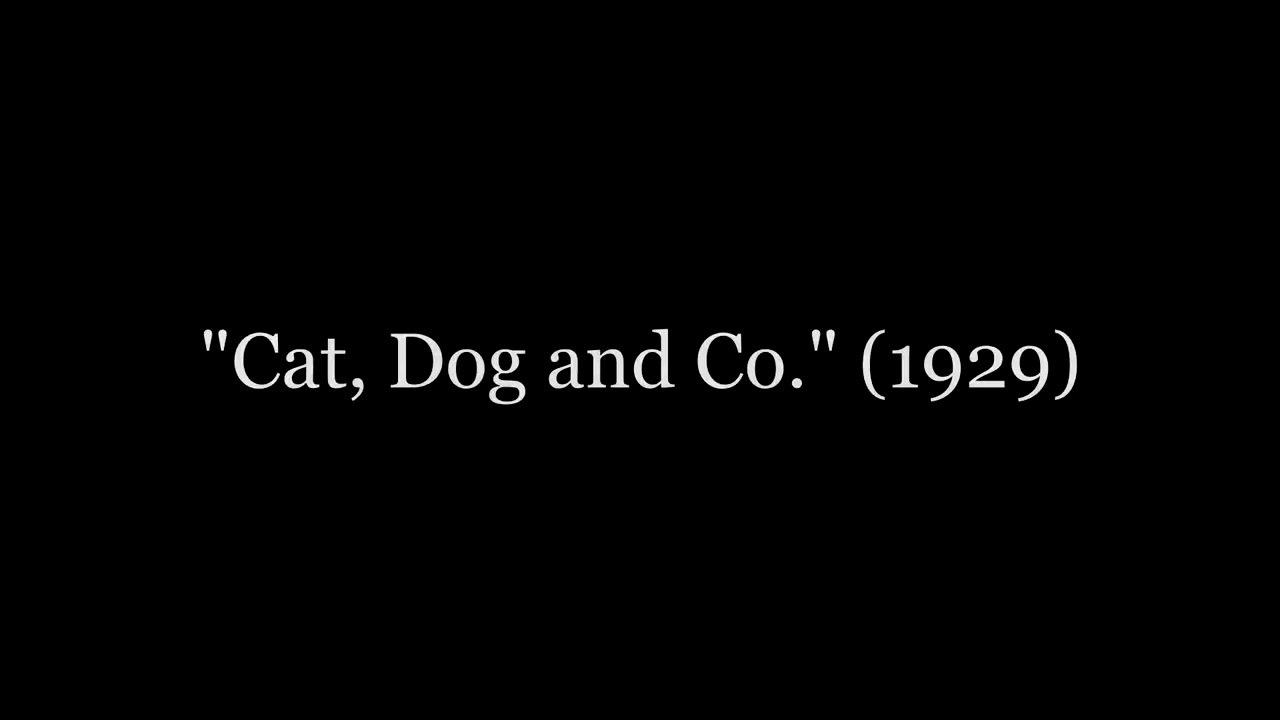 "Cat, Dog and Co." (1929)